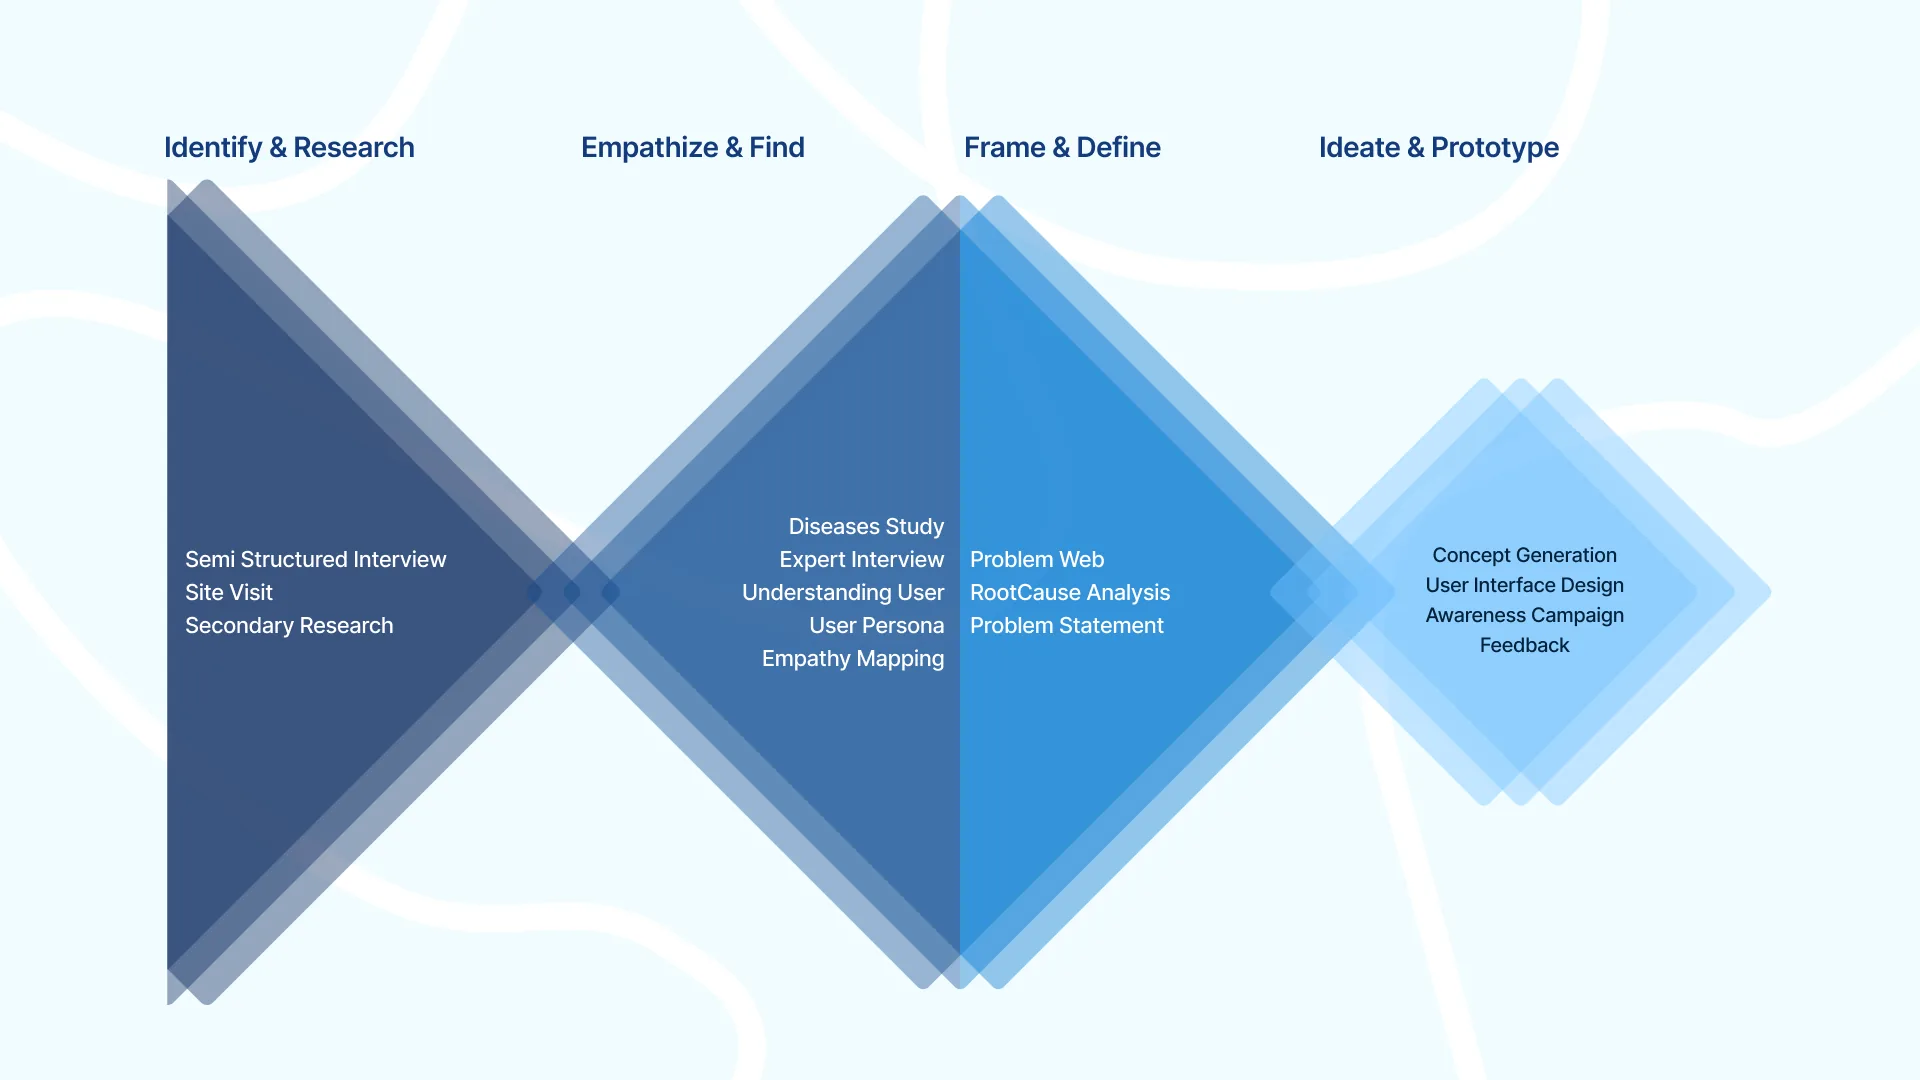 Identify & Research
Empathize & Find
Frame & Define
Ideate & Prototype
Semi Structured Interview
Site Visit
Secondary Research
Diseases Study
Expert Interview
Understanding User
User Persona
Empathy Mapping
Problem Web
RootCause Analysis
Problem Statement
Concept Generation
User Interface Design
Awareness Campaign
Feedback